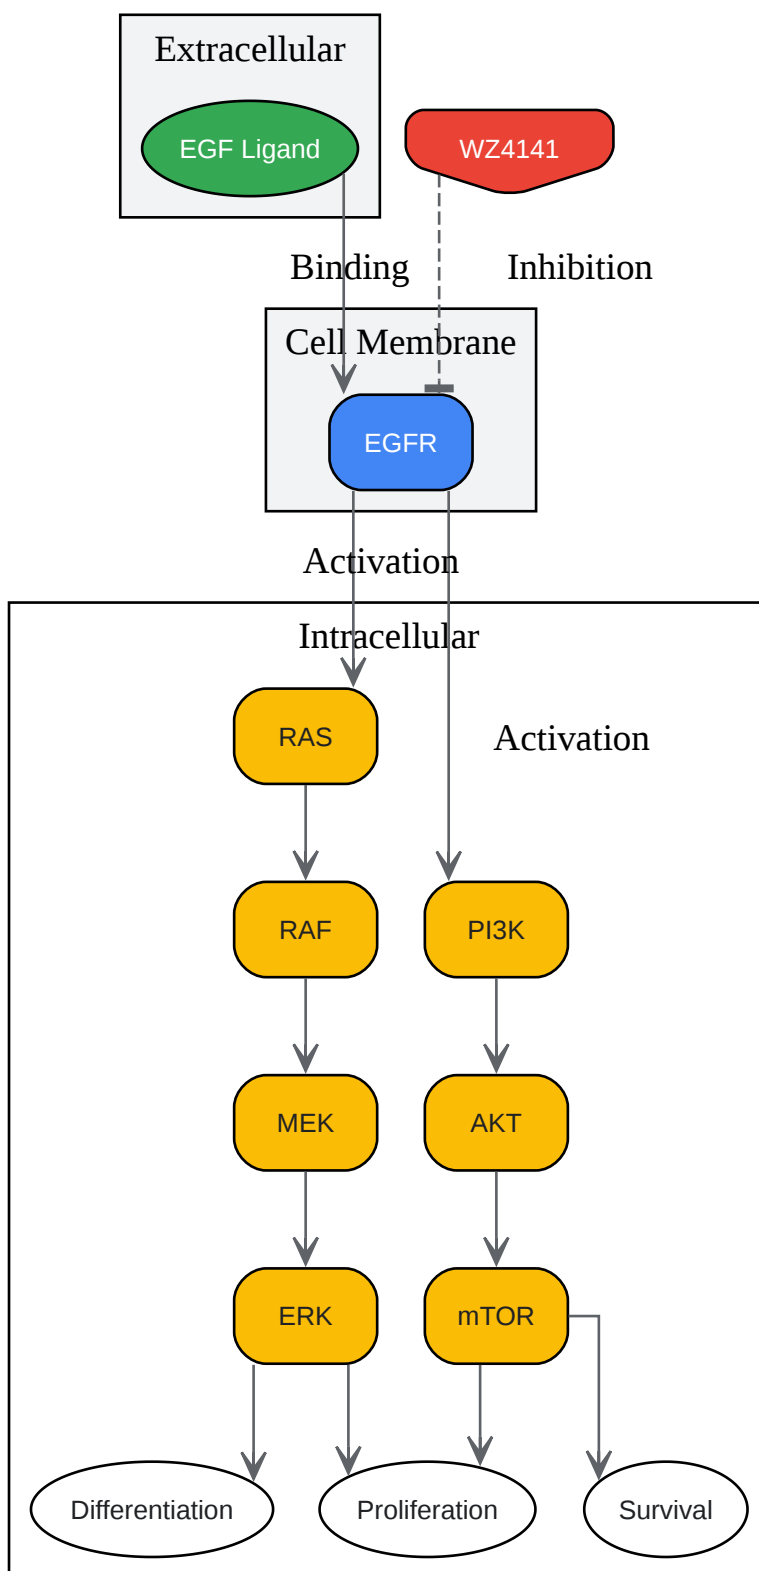 Extracellular
EGF Ligand
WZ4141
Binding
Inhibition
Cell Membrane
EGFR
Activation
Intracellular
RAS
Activation
RAF
PI3K
MEK
AKT
ERK
mTOR
Differentiation
Proliferation
Survival